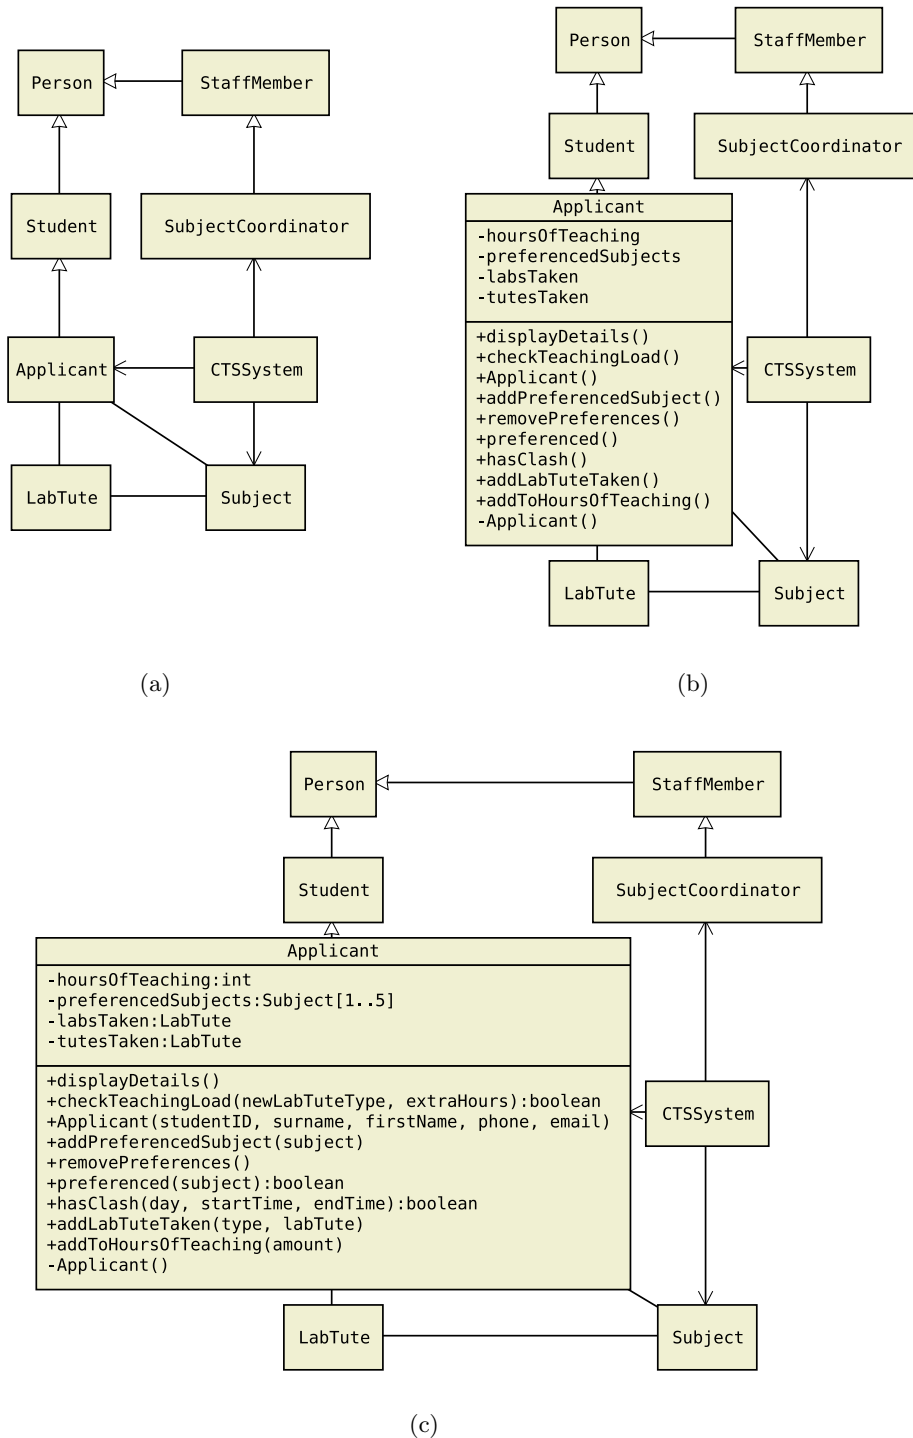 Person
StaffMember
Student
SubjectCoordinator
Applicant
CTSSystem
LabTute
Subject
(a)
Person
StaffMember
Student
SubjectCoordinator
Applicant
-hoursOfTeaching
-preferencedSubjects
-labsTaken
-tutesTaken
+displayDetails()
+checkTeachingLoad()
+Applicant()
+addPreferencedSubject()
+removePreferences()
+preferenced()
+hasClash()
+addLabTuteTaken()
+addToHoursOfTeaching()
-Applicant()
CTSSystem
LabTute
Subject
(b)
Person
StaffMember
Student
SubjectCoordinator
Applicant
-hoursOfTeaching:int
-preferencedSubjects:Subject[1..5]
-labsTaken:LabTute
-tutesTaken:LabTute
+displayDetails()
+checkTeachingLoad(newLabTuteType, extraHours):boolean
+Applicant(studentID, surname, firstName, phone, email)
+addPreferencedSubject(subject)
+removePreferences()
+preferenced(subject):boolean
+hasClash(day, startTime, endTime):boolean
+addLabTuteTaken(type, labTute)
+addToHoursOfTeaching(amount)
-Applicant()
CTSSystem
LabTute
Subject
(c)